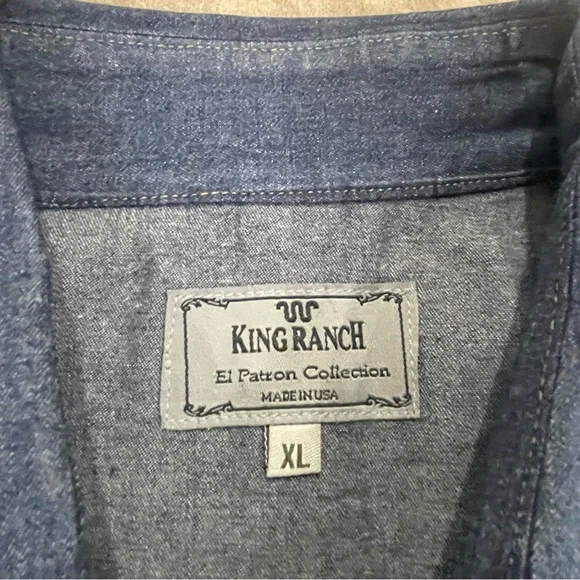 KING RANCH
El Patron Collection
MADE IN USA
XL